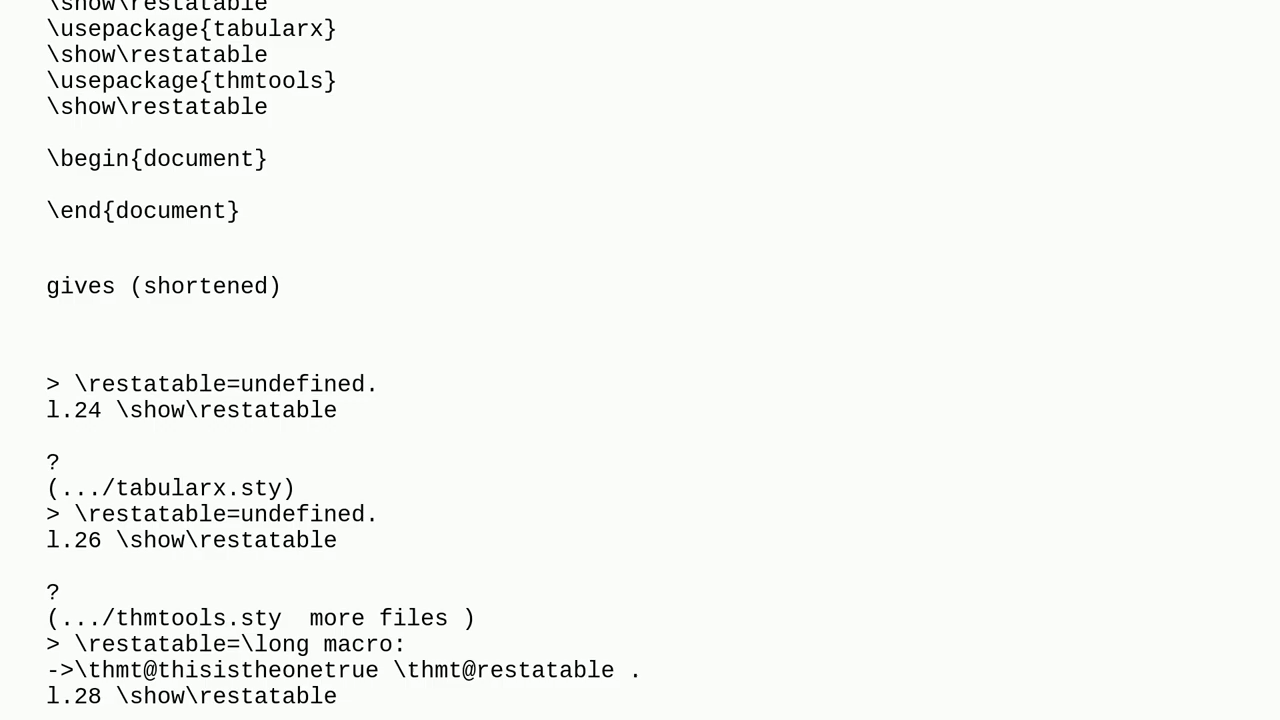 \show\restatable
\usepackage{tabularx}
\show\restatable
\usepackage{thmtools}
\show\restatable
\begin{document}
\end{document}
gives (shortened)
> \restatable=undefined.
l.24 \show\restatable
?
(.../tabularx.sty)
> \restatable=undefined.
l.26 \show\restatable
?
(.../thmtools.sty  more files )
> \restatable=\long macro:
->\thmt@thisistheonetrue \thmt@restatable .
l.28 \show\restatable